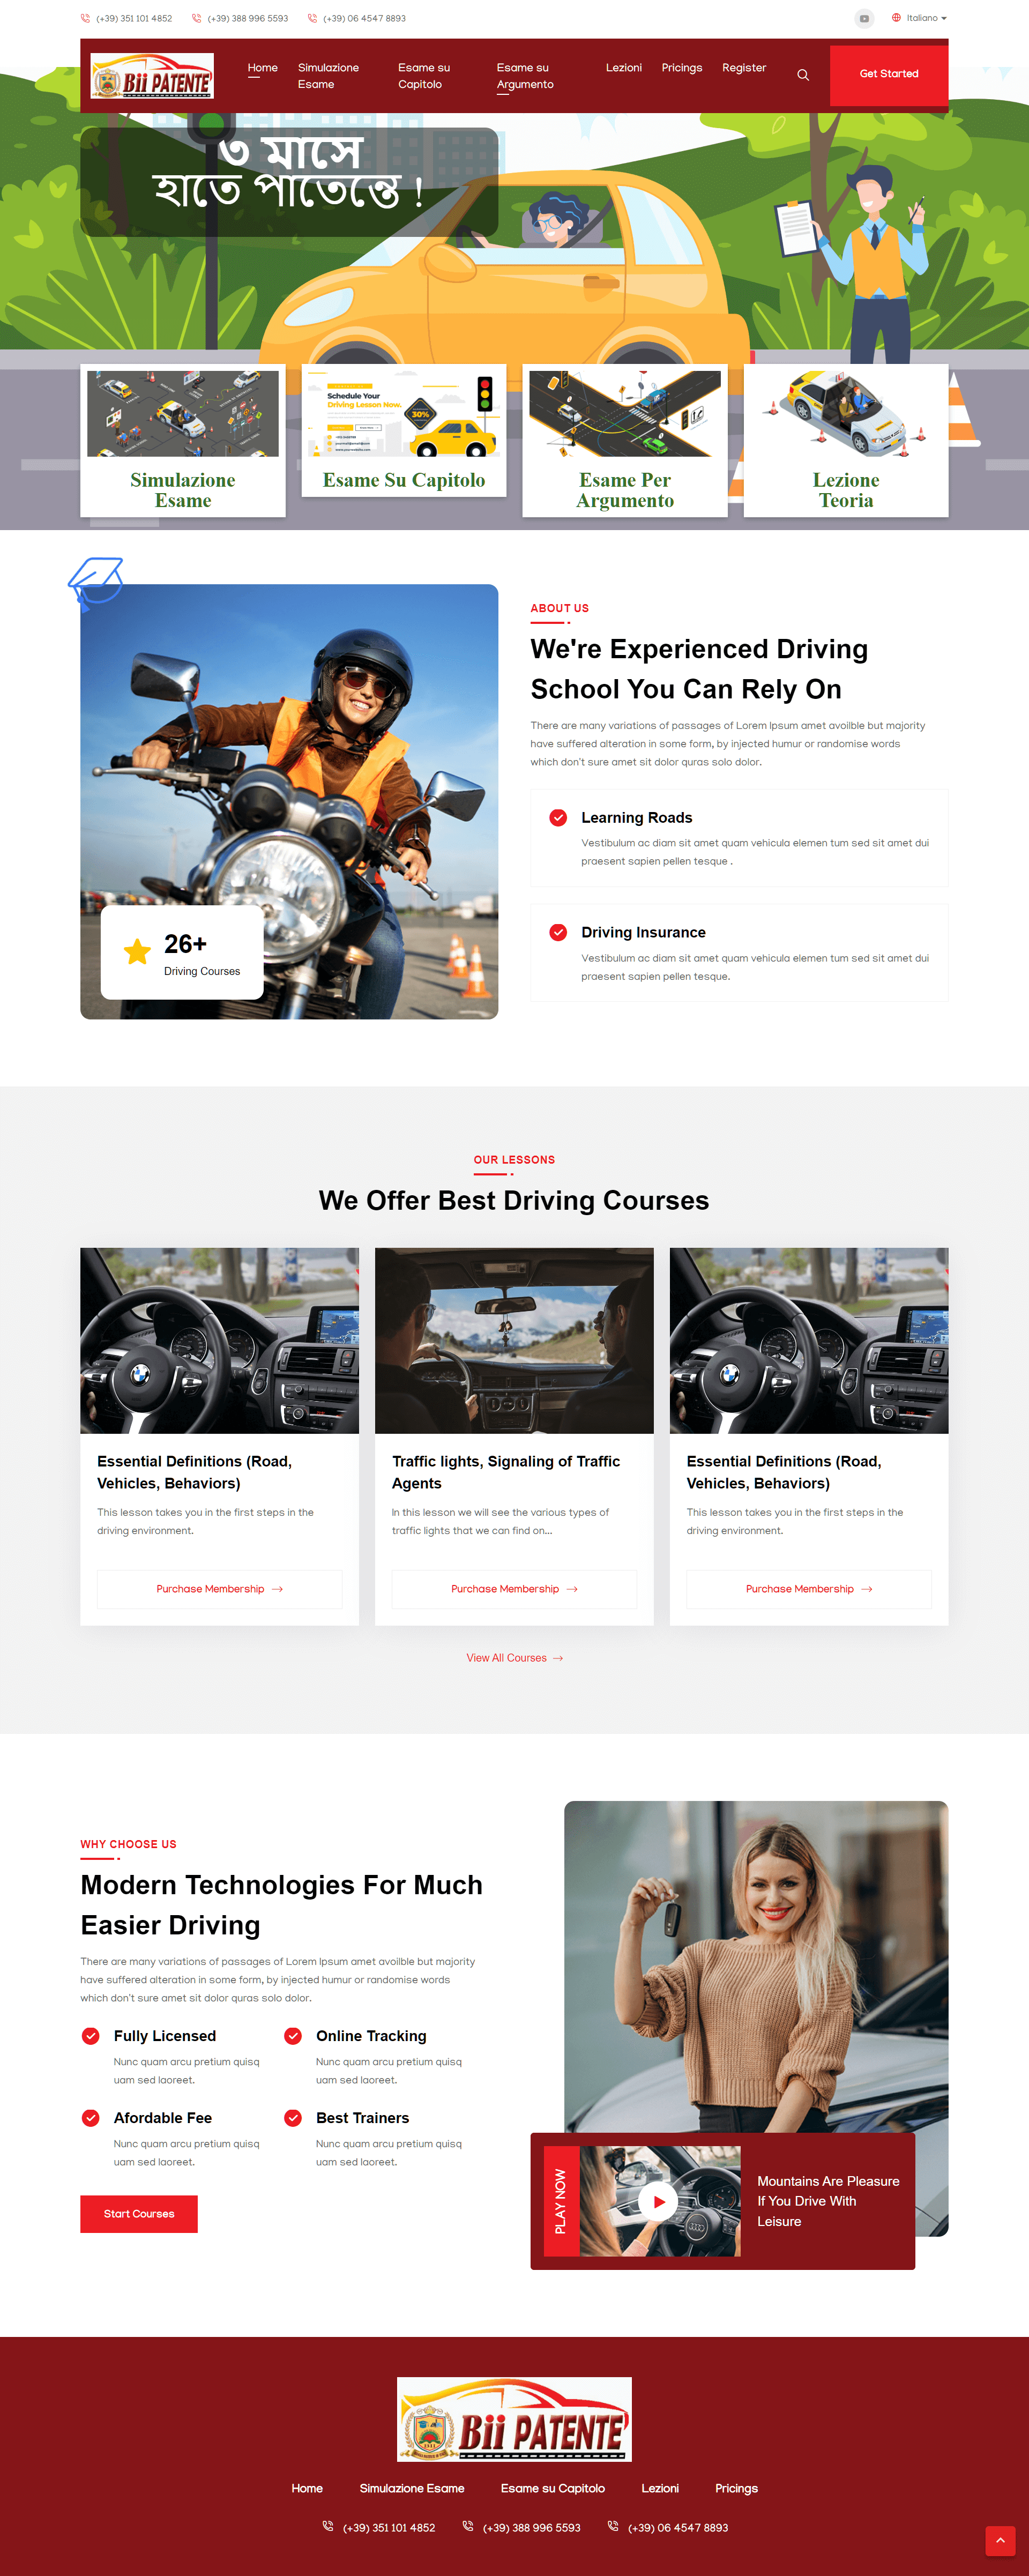 (+39) 351 101 4852
(+39) 388 996 5593
(+39) 06 4547 8893
Italiano
Bii PATENTE
Home
Simulazione Esame
Esame su Capitolo
Esame su Argumento
Lezioni
Pricings
Register
Get Started
৩ মাসে
হাতে পাতেন্তে !
Schedule Your
Driving Lesson Now.
30%
Simulazione
Esame
Esame Su Capitolo
Esame Per
Argumento
Lezione
Teoria
ABOUT US
We're Experienced Driving
School You Can Rely On
There are many variations of passages of Lorem Ipsum amet avoilble but majority
have suffered alteration in some form, by injected humur or randomise words
which don't sure amet sit dolor quras solo dolor.
Learning Roads
Vestibulum ac diam sit amet quam vehicula elemen tum sed sit amet dui
praesent sapien pellen tesque .
Driving Insurance
Vestibulum ac diam sit amet quam vehicula elemen tum sed sit amet dui
praesent sapien pellen tesque.
26+
Driving Courses
OUR LESSONS
We Offer Best Driving Courses
Essential Definitions (Road,
Vehicles, Behaviors)
This lesson takes you in the first steps in the
driving environment.
Purchase Membership
Traffic lights, Signaling of Traffic
Agents
In this lesson we will see the various types of
traffic lights that we can find on...
Purchase Membership
Essential Definitions (Road,
Vehicles, Behaviors)
This lesson takes you in the first steps in the
driving environment.
Purchase Membership
View All Courses
WHY CHOOSE US
Modern Technologies For Much
Easier Driving
There are many variations of passages of Lorem Ipsum amet avoilble but majority
have suffered alteration in some form, by injected humur or randomise words
which don't sure amet sit dolor quras solo dolor.
Fully Licensed
Nunc quam arcu pretium quisq
uam sed laoreet.
Online Tracking
Nunc quam arcu pretium quisq
uam sed laoreet.
Afordable Fee
Nunc quam arcu pretium quisq
uam sed laoreet.
Best Trainers
Nunc quam arcu pretium quisq
uam sed laoreet.
Start Courses
PLAY NOW
Mountains Are Pleasure
If You Drive With
Leisure
Bii PATENTE
Home
Simulazione Esame
Esame su Capitolo
Lezioni
Pricings
(+39) 351 101 4852
(+39) 388 996 5593
(+39) 06 4547 8893